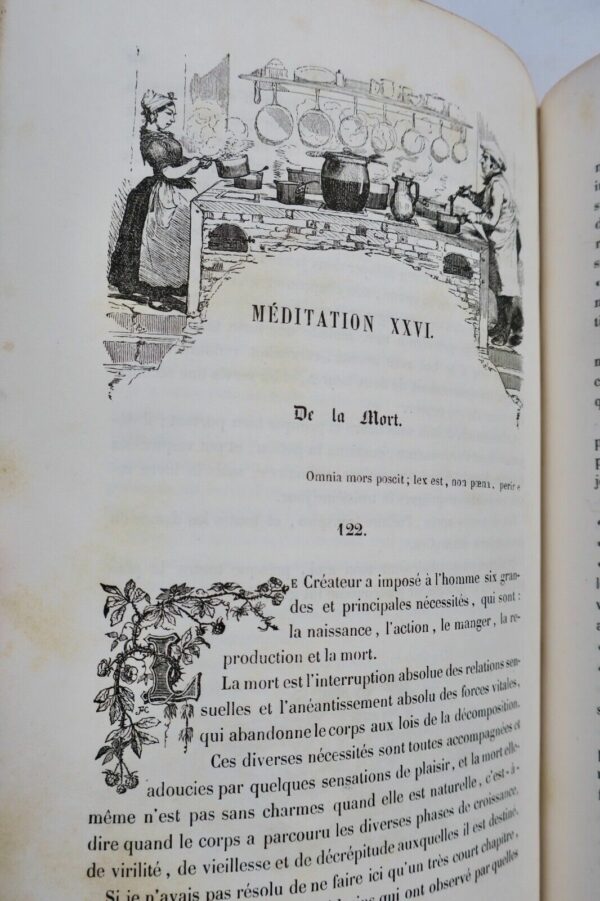 MÉDITATION XXVI.
De la Mort.
Omnia mors poscit; lex est, non pœna, perire
122.
LE Créateur a imposé à l'homme six gran-
des et principales nécessités, qui sont :
la naissance, l'action, le manger, la re-
production et la mort.
La mort est l'interruption absolue des relations sen-
suelles et l'anéantissement absolu des forces vitales,
qui abandonne le corps aux lois de la décomposition.
Ces diverses nécessités sont toutes accompagnées et
adoucies par quelques sensations de plaisir, et la mort elle-
même n'est pas sans charmes quand elle est naturelle, c'est-à-
dire quand le corps a parcouru les diverses phases de croissance,
de virilité, de vieillesse et de décrépitude auxquelles il est destiné.
Si je n'avais pas résolu de ne faire ici qu'un très court chapitre,
qui ont observé par quelles